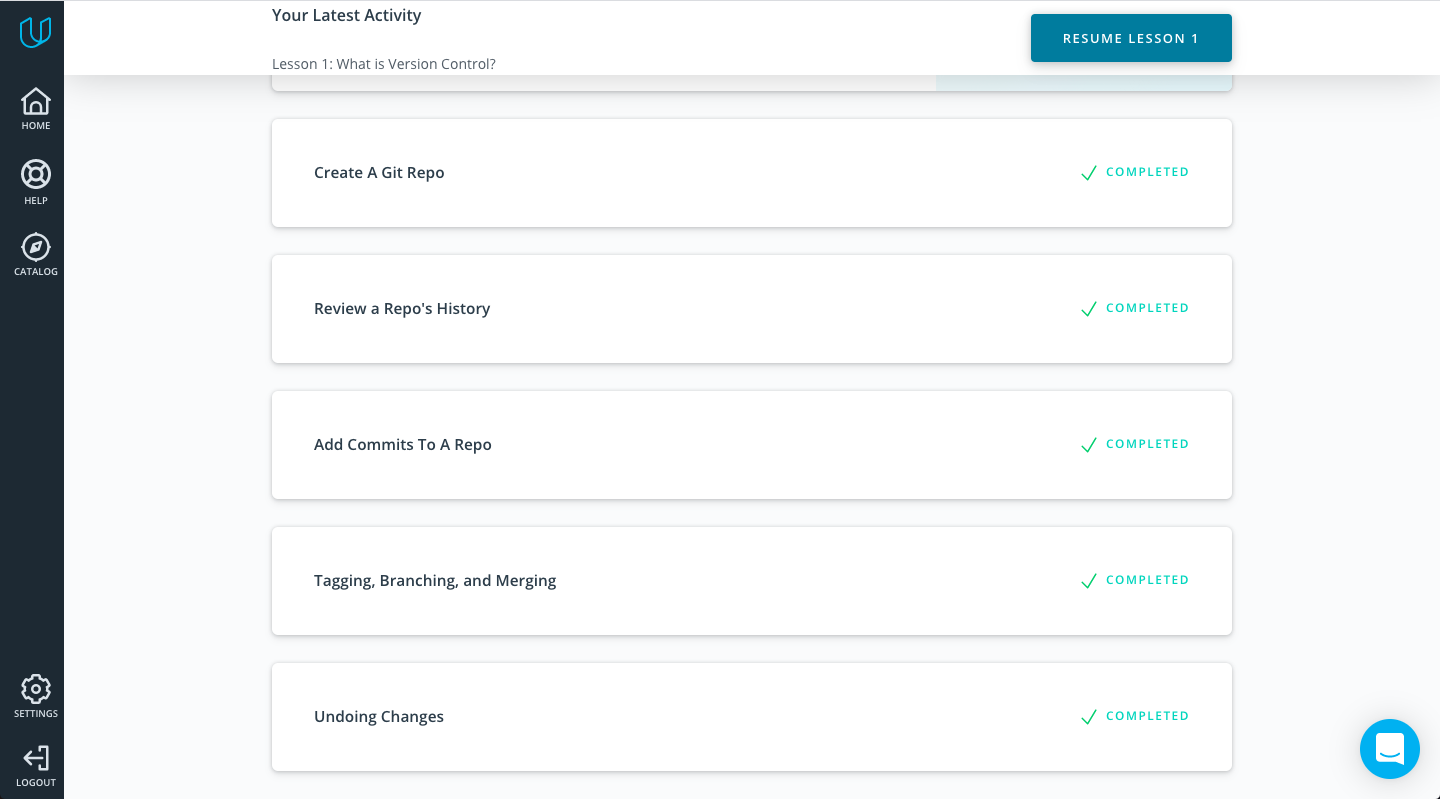 Your Latest Activity
RESUME LESSON 1
Lesson 1: What is Version Control?
HOME
HELP
CATALOG
Create A Git Repo
COMPLETED
Review a Repo's History
COMPLETED
Add Commits To A Repo
COMPLETED
Tagging, Branching, and Merging
COMPLETED
Undoing Changes
COMPLETED
SETTINGS
LOGOUT